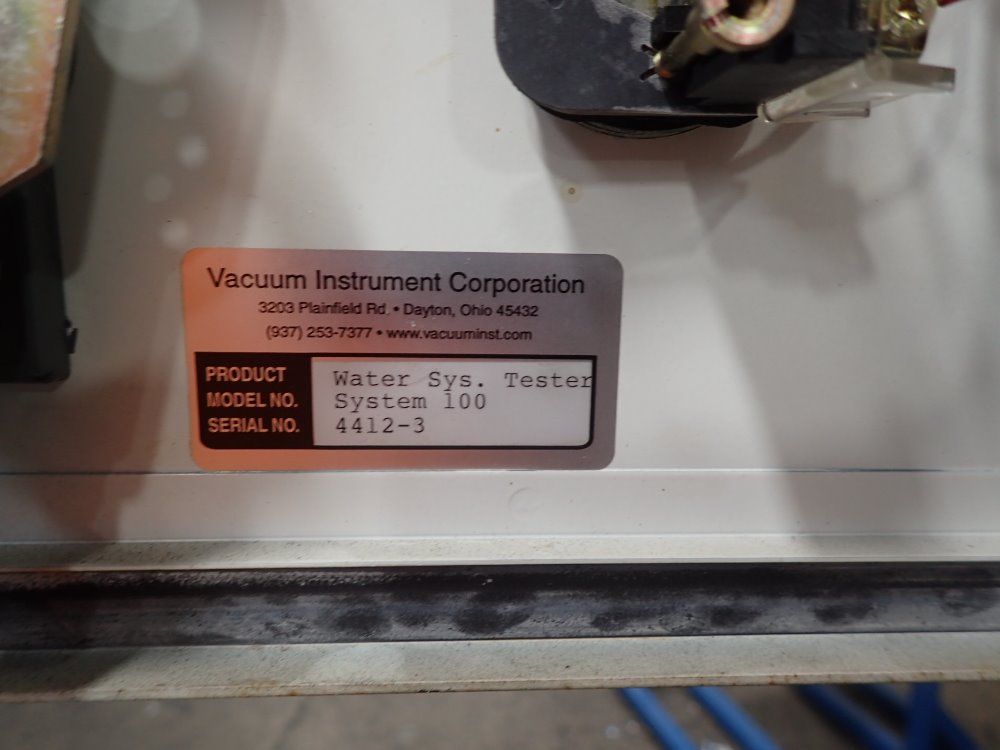 Vacuum Instrument Corporation
3203 Plainfield Rd. • Dayton, Ohio 45432
(937) 253-7377 • www.vacuuminst.com
PRODUCT Water Sys. Tester
MODEL NO. System 100
SERIAL NO. 4412-3